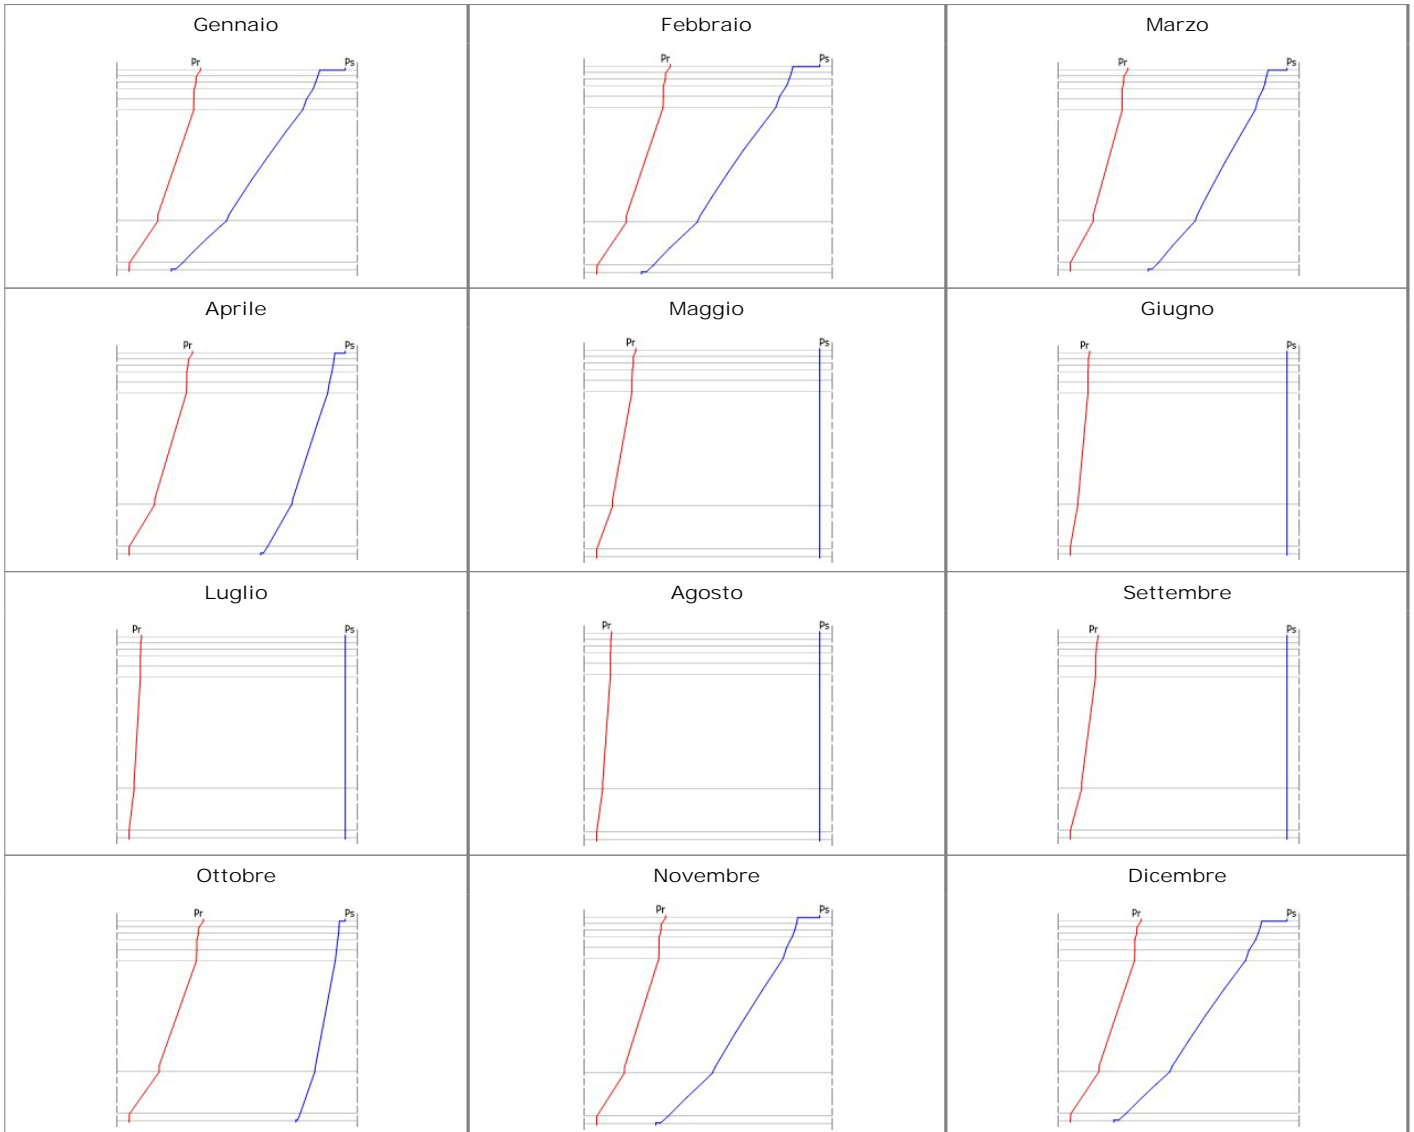 Gennaio
Febbraio
Marzo
Pr Ps
Pr Ps
Pr Ps
Aprile
Maggio
Giugno
Pr Ps
Pr Ps
Pr Ps
Luglio
Agosto
Settembre
Pr Ps
Pr Ps
Pr Ps
Ottobre
Novembre
Dicembre
Pr Ps
Pr Ps
Pr Ps